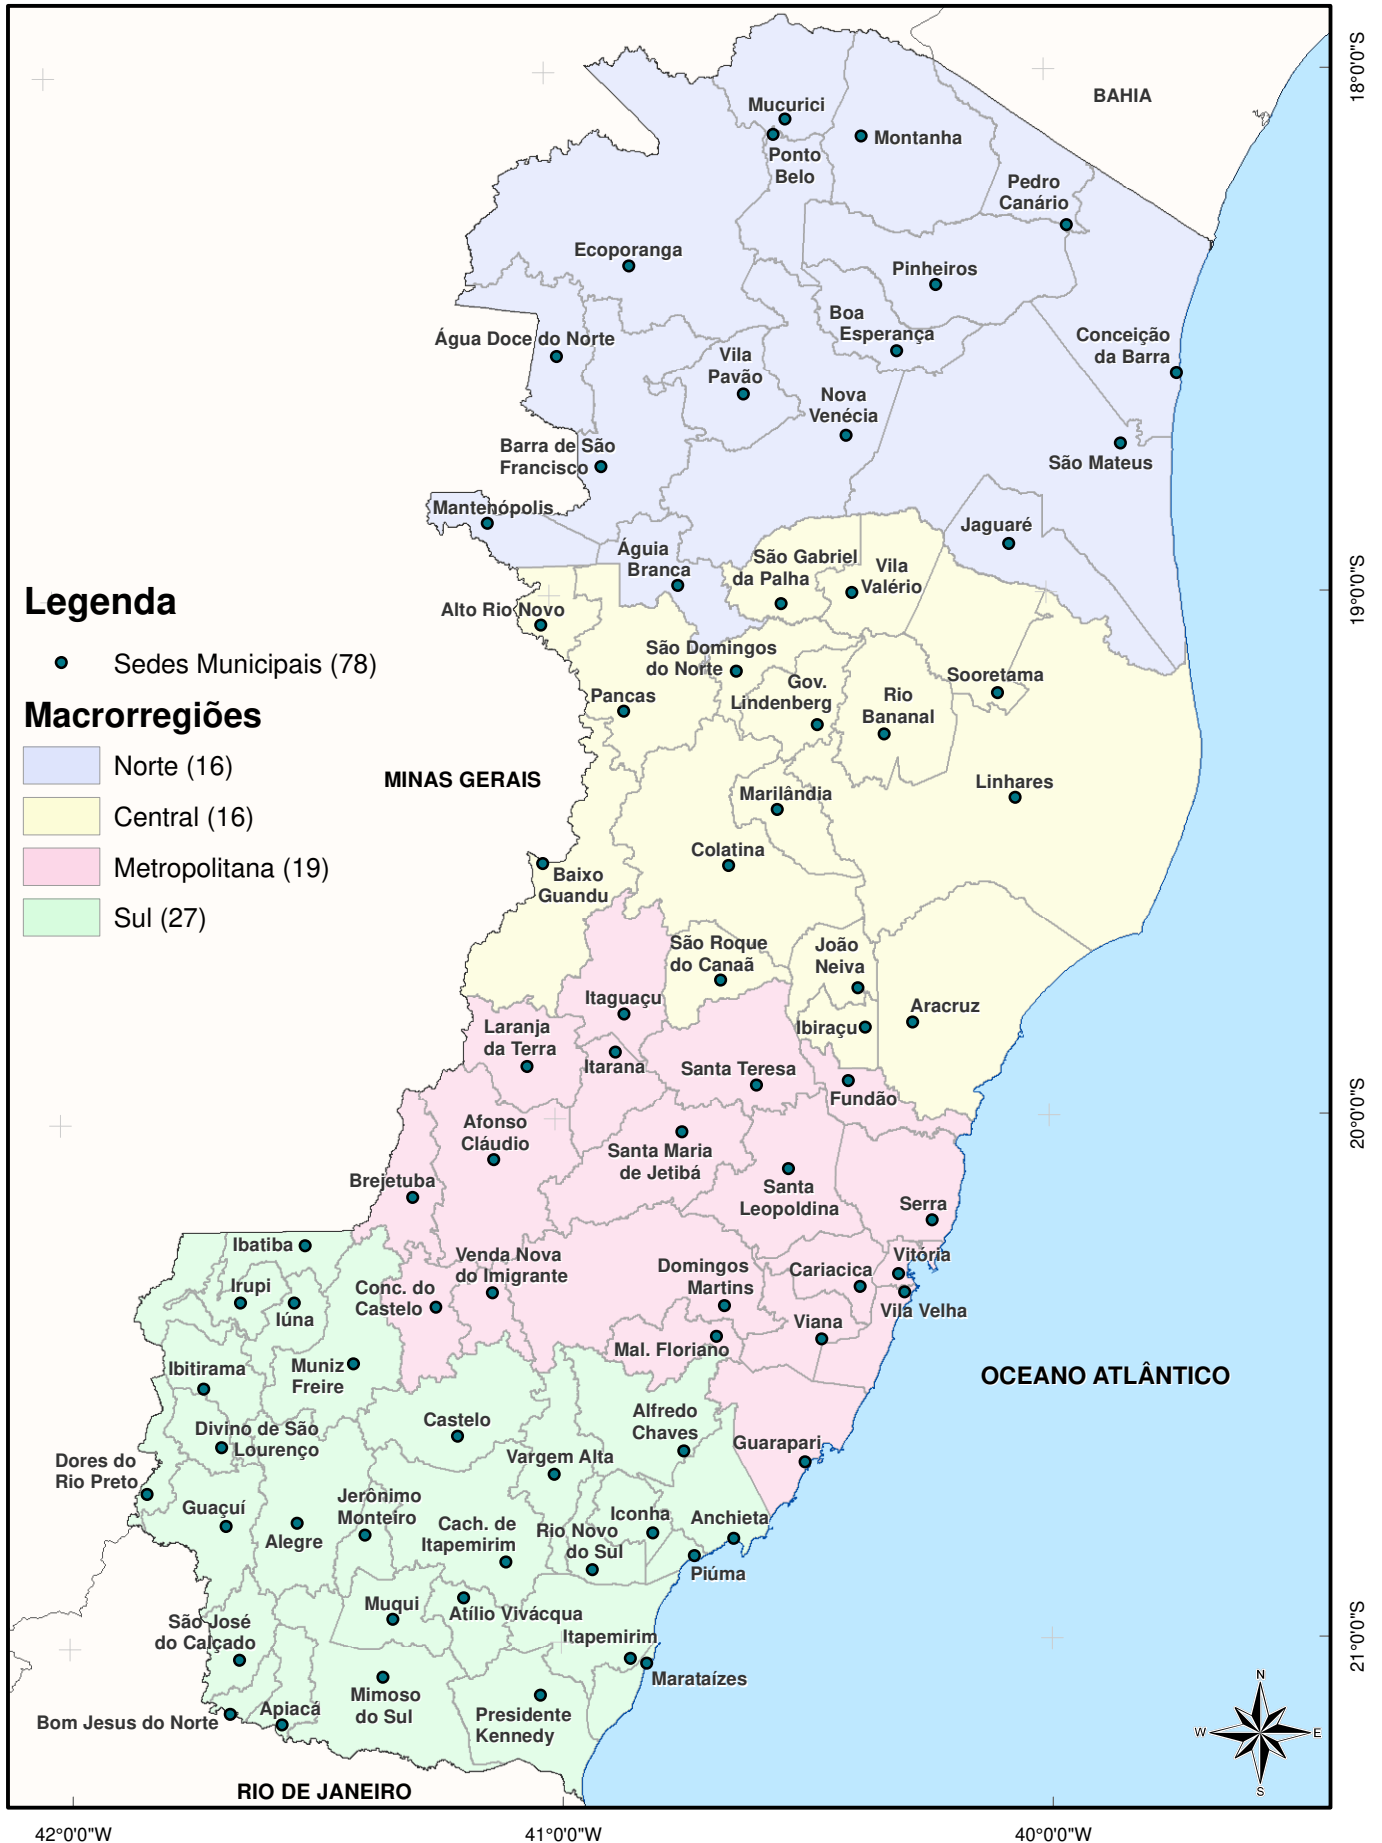 18°0'0"S
BAHIA
Mucurici
Montanha
Ponto
Belo
Pedro
Canário
Ecoporanga
Pinheiros
Boa
Esperança
Conceição
da Barra
Água Doce do Norte
Vila
Pavão
Nova
Venécia
Barra de São
Francisco
São Mateus
Mantenópolis
Jaguaré
Águia
Branca
São Gabriel
da Palha
Vila
Valério
19°0'0"S
Legenda
Sedes Municipais (78)
Macrorregiões
Norte (16)
Central (16)
Metropolitana (19)
Sul (27)
Alto Rio Novo
São Domingos
do Norte
Gov.
Lindenberg
Rio
Bananal
Sooretama
Pancas
MINAS GERAIS
Linhares
Marilândia
Colatina
Baixo
Guandu
São Roque
do Canaã
João
Neiva
Itaguaçu
Aracruz
Ibiraçu
Laranja
da Terra
Itarana
Santa Teresa
Fundão
20°0'0"S
Afonso
Cláudio
Santa Maria
de Jetibá
Brejetuba
Santa
Leopoldina
Serra
Ibatiba
Venda Nova
do Imigrante
Vitória
Domingos
Martins
Cariacica
Irupi
Iúna
Conc. do
Castelo
Vila Velha
Viana
Mal. Floriano
Ibitirama
Muniz
Freire
OCEANO ATLÂNTICO
Castelo
Alfredo
Chaves
Divino de São
Lourenço
Guarapari
Dores do
Rio Preto
Vargem Alta
Guaçuí
Jerônimo
Monteiro
Alegre
Cach. de
Itapemirim
Rio Novo
do Sul
Iconha
Anchieta
Piúma
Muqui
Atílio Vivácqua
São José
do Calçado
Itapemirim
21°0'0"S
Marataízes
Mimoso
do Sul
Presidente
Kennedy
Bom Jesus do Norte
Apiacá
N
W
E
S
RIO DE JANEIRO
42°0'0"W
41°0'0"W
40°0'0"W